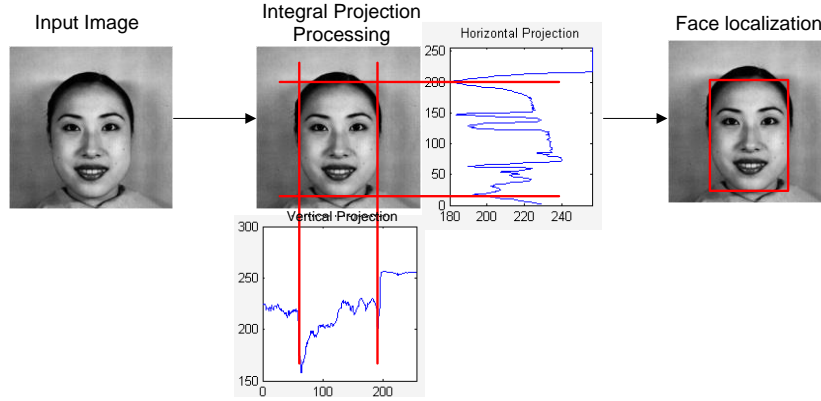 Input Image
Integral Projection
Processing
Face localization
Horizontal Projection
250
200
150
100
50
0
180 200 220 240
Vertical Projection
300
250
200
150
0 100 200